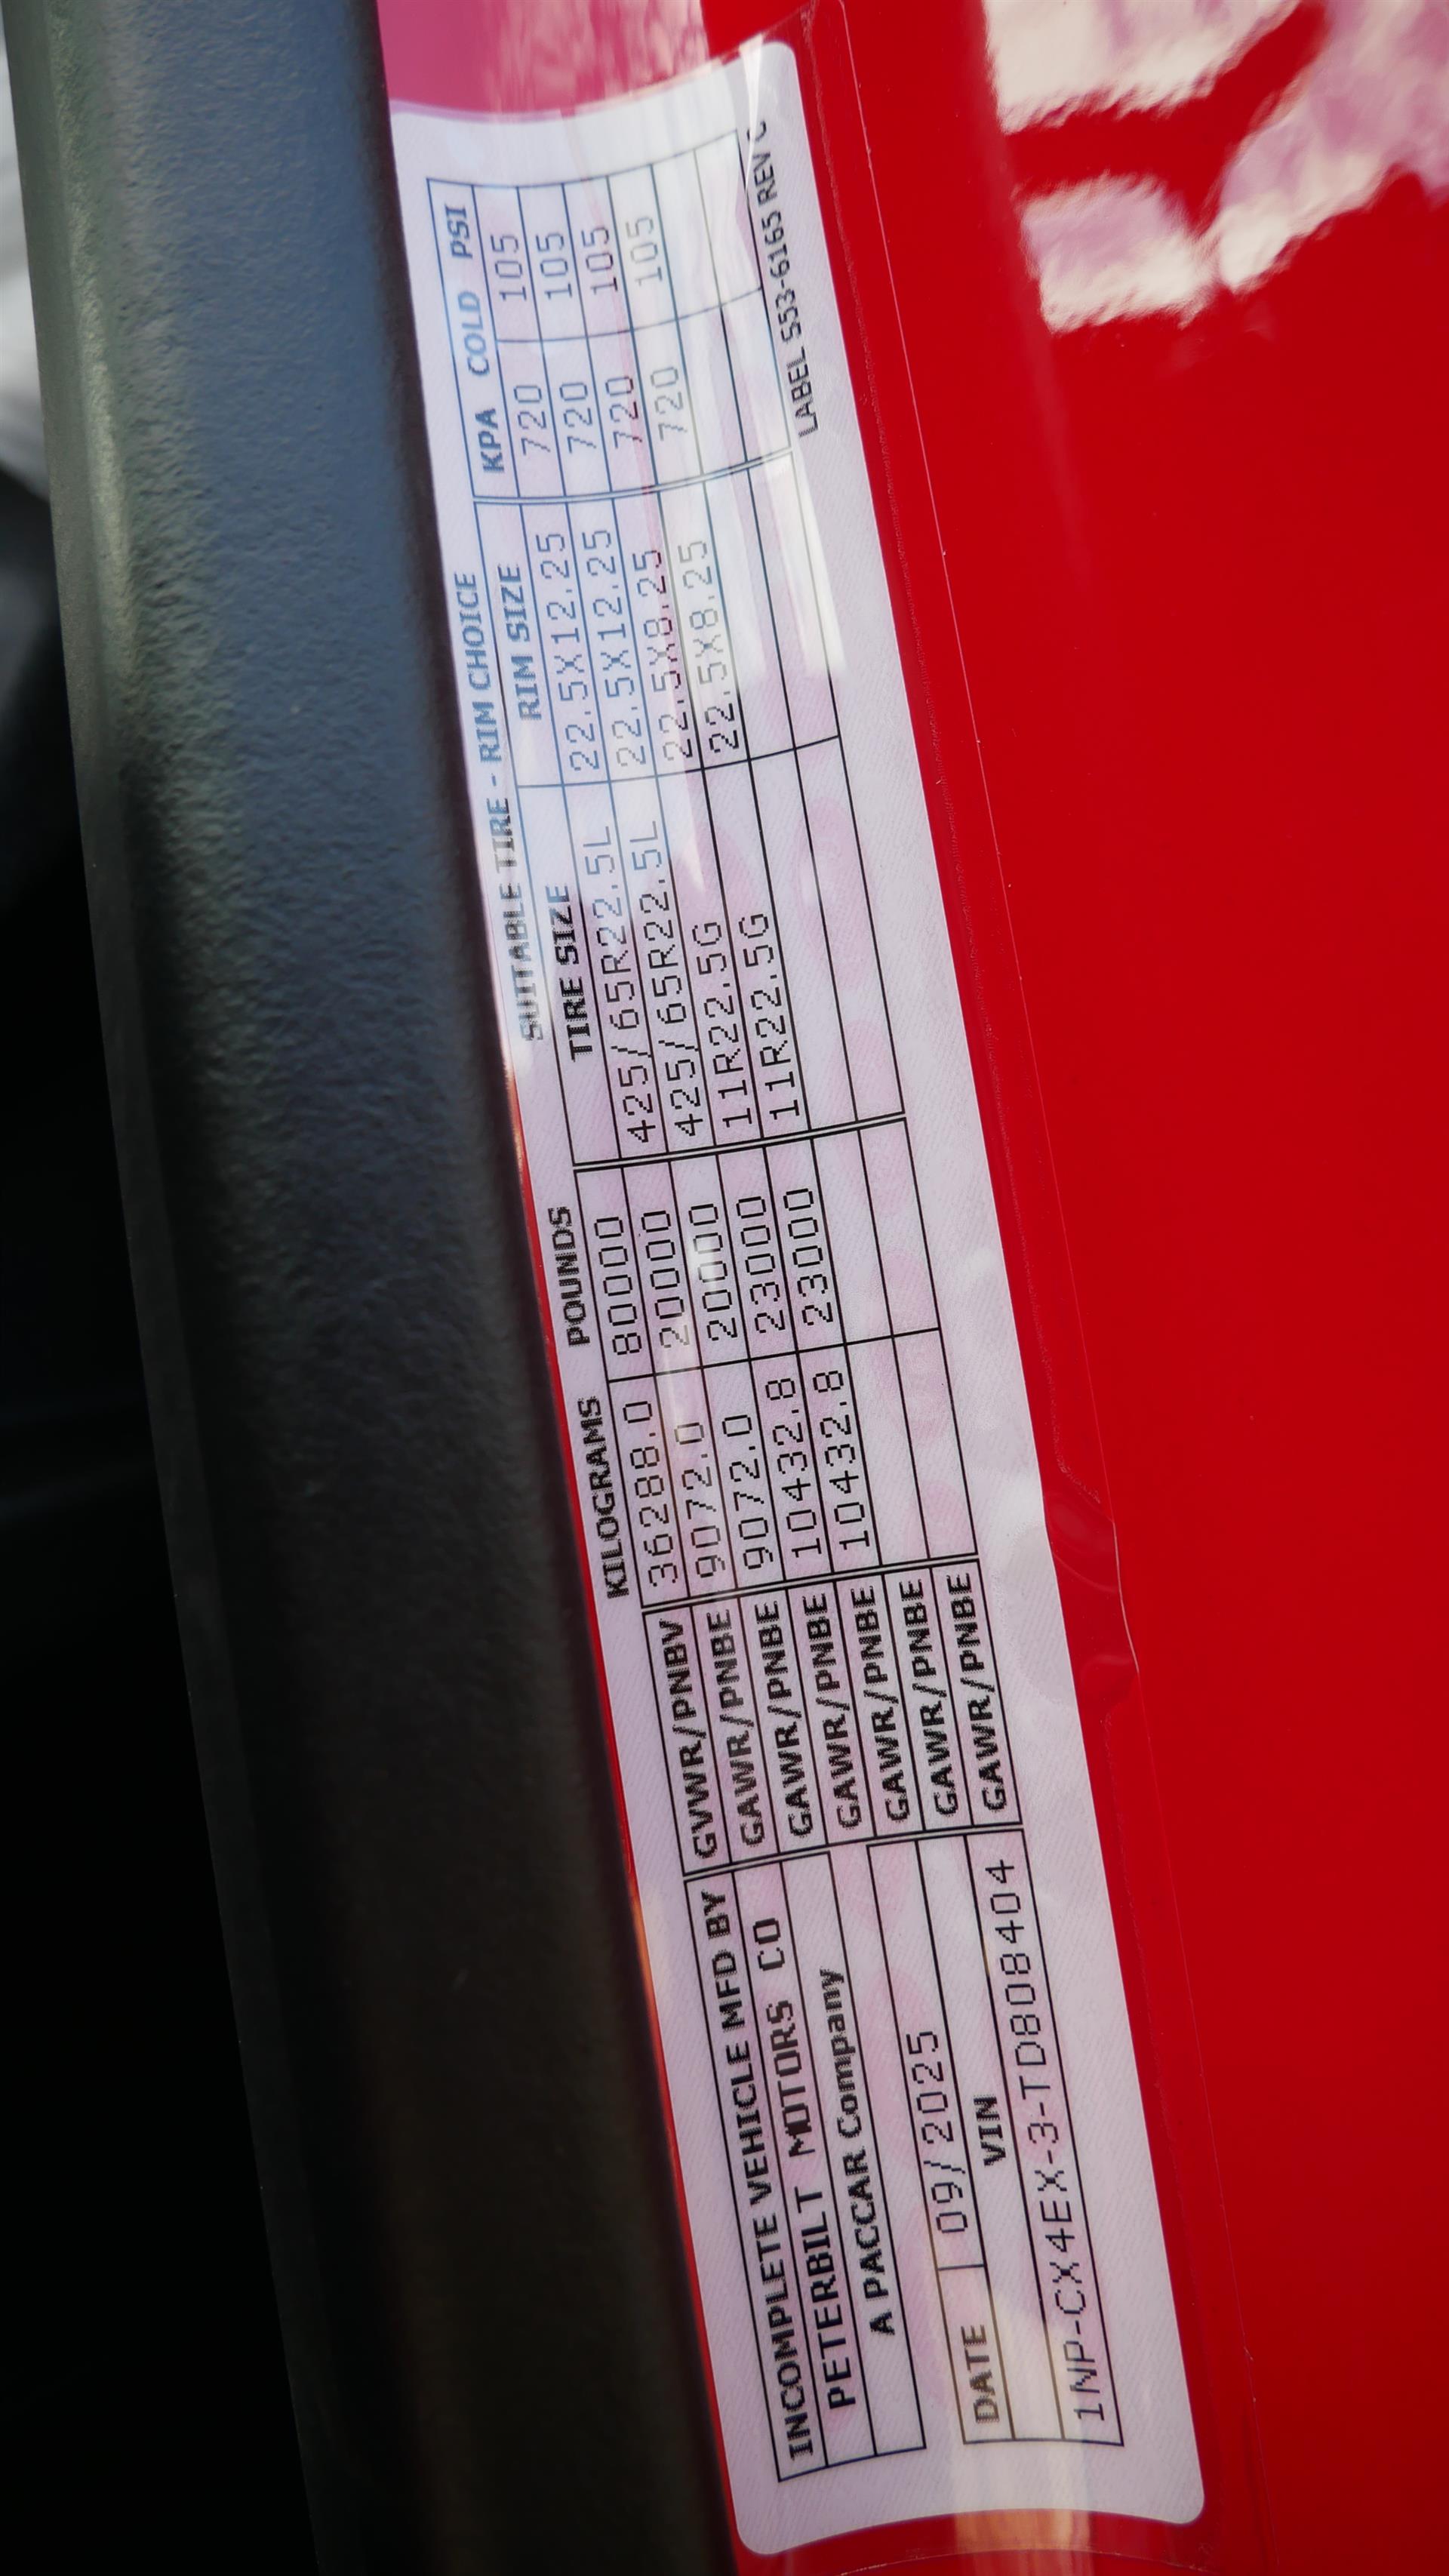 SUITABLE TIRE - RIM CHOICE
KILOGRAMS POUNDS TIRE SIZE RIM SIZE KPA COLD PSI
INCOMPLETE VEHICLE MFD BY GVWR/PNBV 36288.0 80000
PETERBILT MOTORS CO GAWR/PNBE 9072.0 20000 425/65R22.5L 22.5X12.25 720 105
A PACCAR Company GAWR/PNBE 9072.0 20000 425/65R22.5L 22.5X12.25 720 105
GAWR/PNBE 10432.8 23000 11R22.5G 22.5X8.25 720 105
DATE 09/2025 GAWR/PNBE 10432.8 23000 11R22.5G 22.5X8.25 720 105
VIN GAWR/PNBE
1NP-CX4EX-3-TD808404 GAWR/PNBE
LABEL S53-6165 REV C